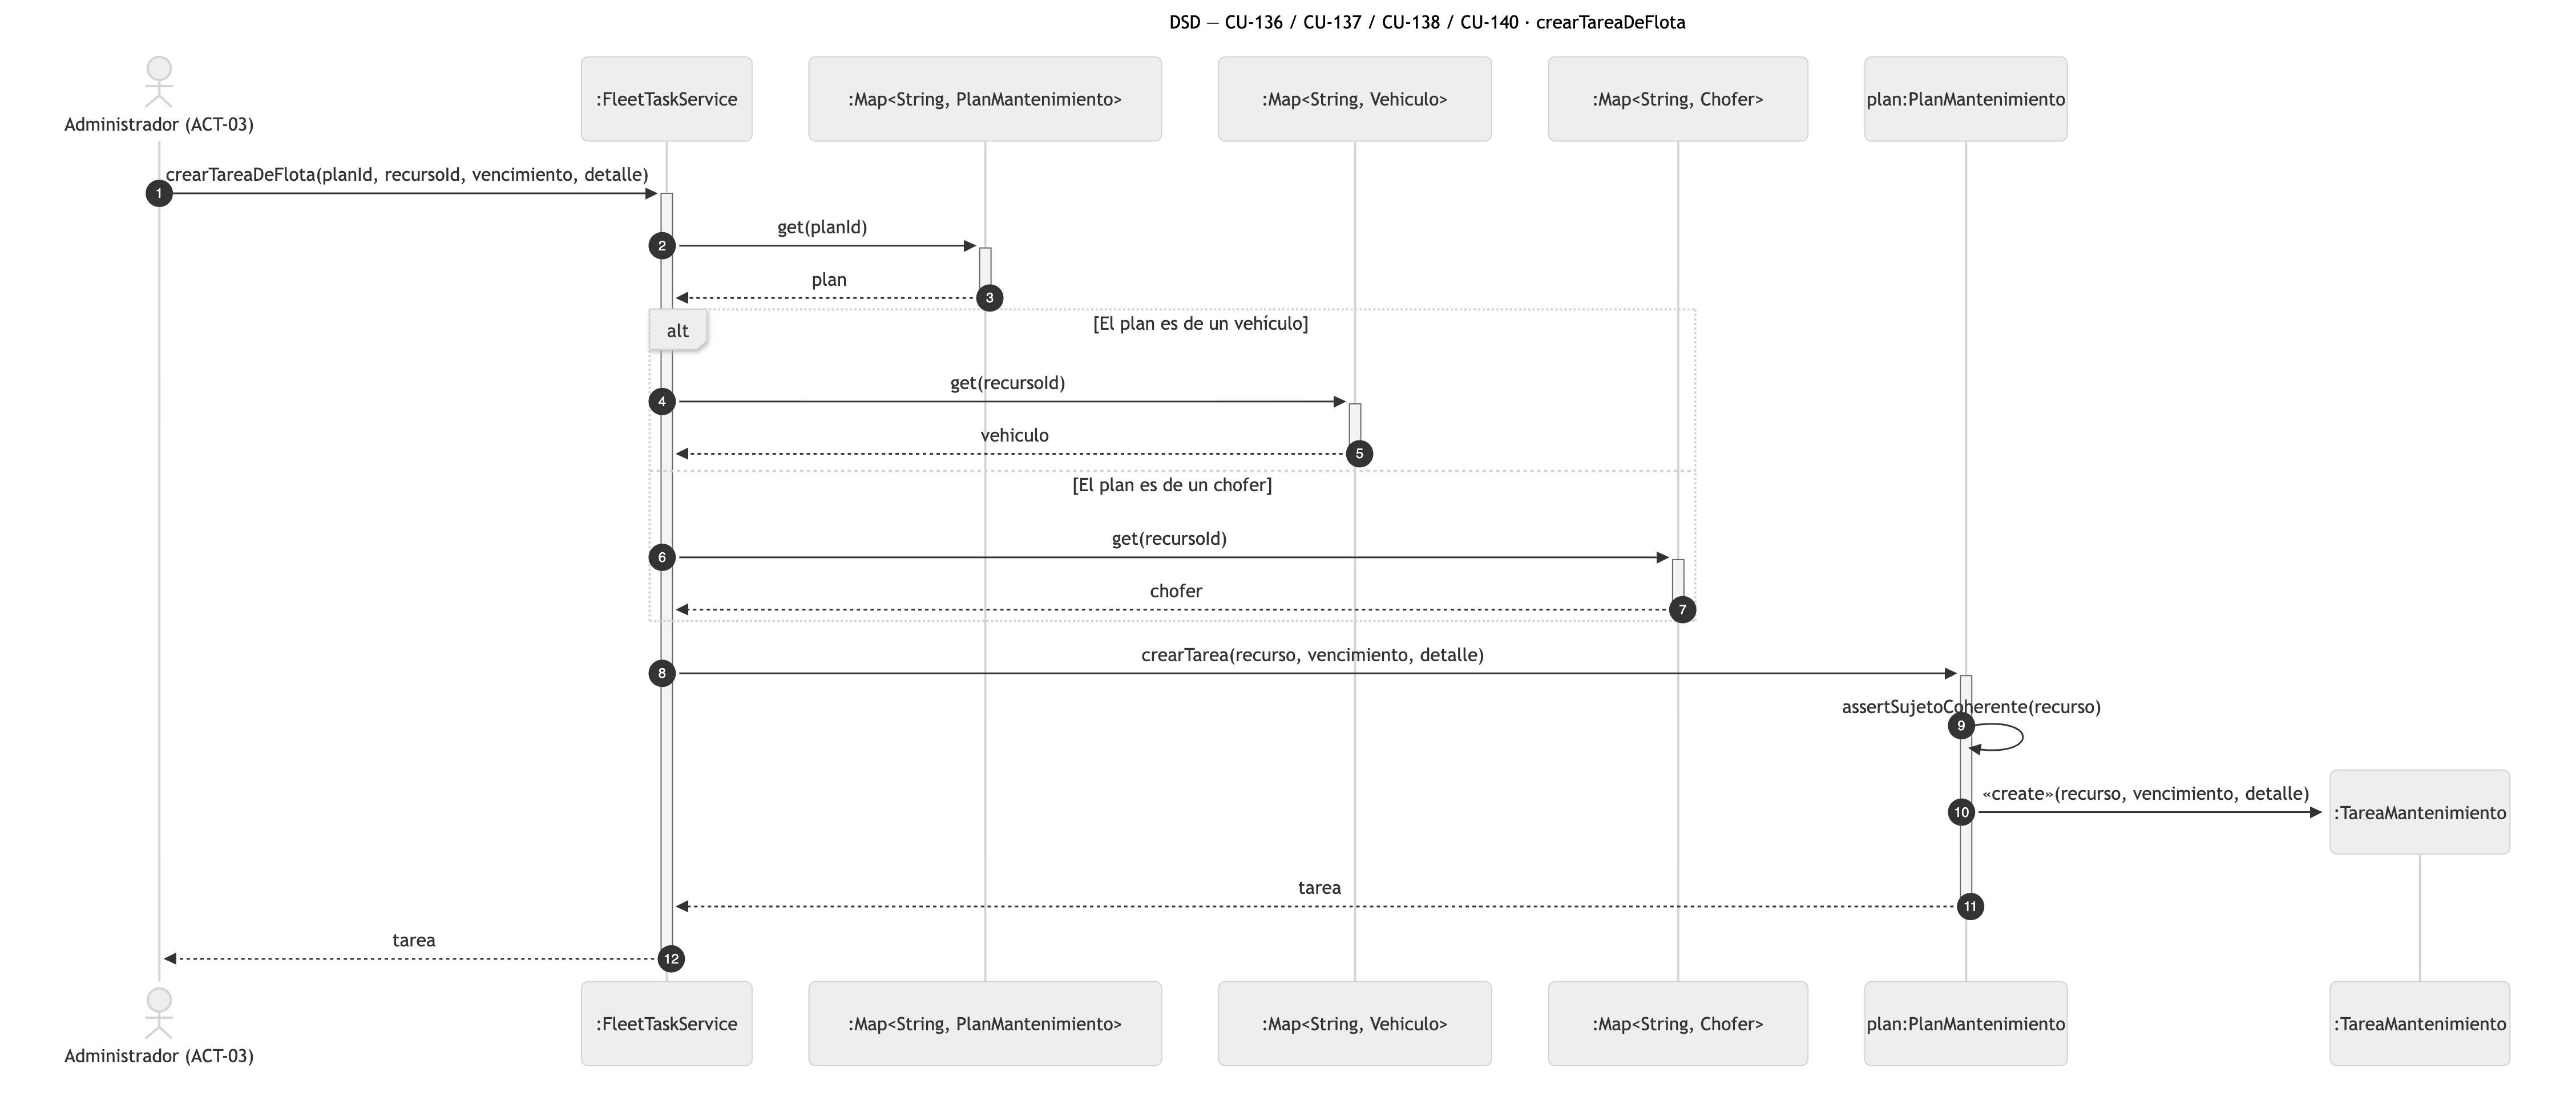 DSD — CU-136 / CU-137 / CU-138 / CU-140 · crearTareaDeFlota
Administrador (ACT-03)
:FleetTaskService
:Map<String, PlanMantenimiento>
:Map<String, Vehiculo>
:Map<String, Chofer>
plan:PlanMantenimiento
crearTareaDeFlota(planId, recursoId, vencimiento, detalle)
1
get(planId)
2
plan
3
alt
[El plan es de un vehículo]
get(recursoId)
4
vehiculo
5
[El plan es de un chofer]
get(recursoId)
6
chofer
7
crearTarea(recurso, vencimiento, detalle)
8
assertSujetoCoherente(recurso)
9
«create»(recurso, vencimiento, detalle)
10
:TareaMantenimiento
tarea
11
tarea
12
Administrador (ACT-03)
:FleetTaskService
:Map<String, PlanMantenimiento>
:Map<String, Vehiculo>
:Map<String, Chofer>
plan:PlanMantenimiento
:TareaMantenimiento